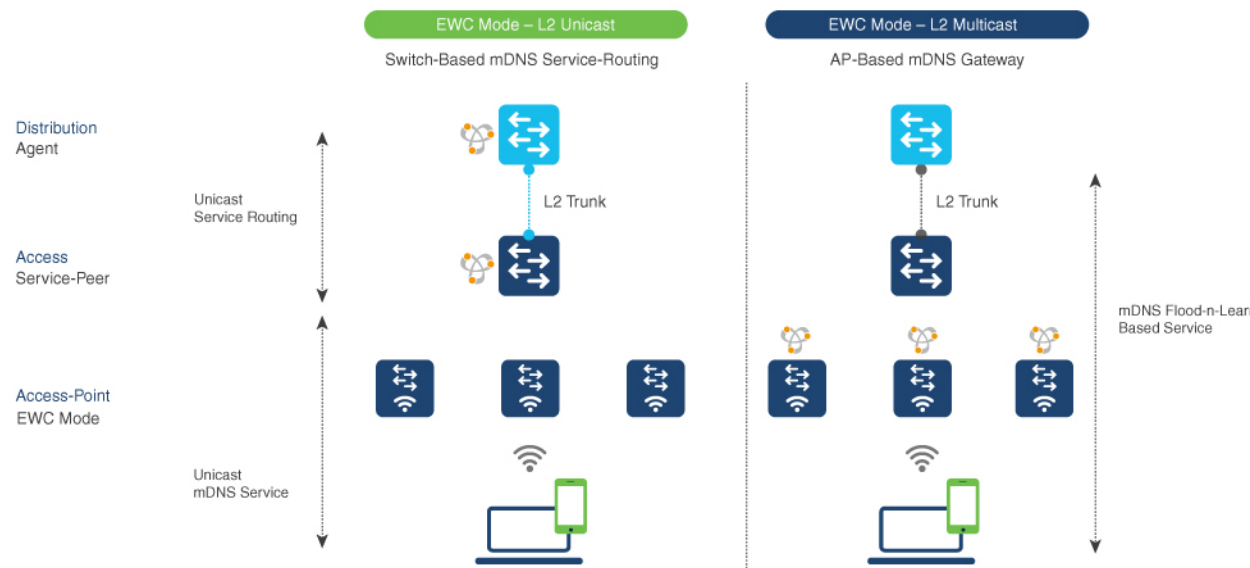 EWC Mode – L2 Unicast
EWC Mode – L2 Multicast
Switch-Based mDNS Service-Routing
AP-Based mDNS Gateway
Distribution
Agent
Unicast
Service Routing
L2 Trunk
L2 Trunk
Access
Service-Peer
mDNS Flood-n-Learn
Based Service
Access-Point
EWC Mode
Unicast
mDNS Service